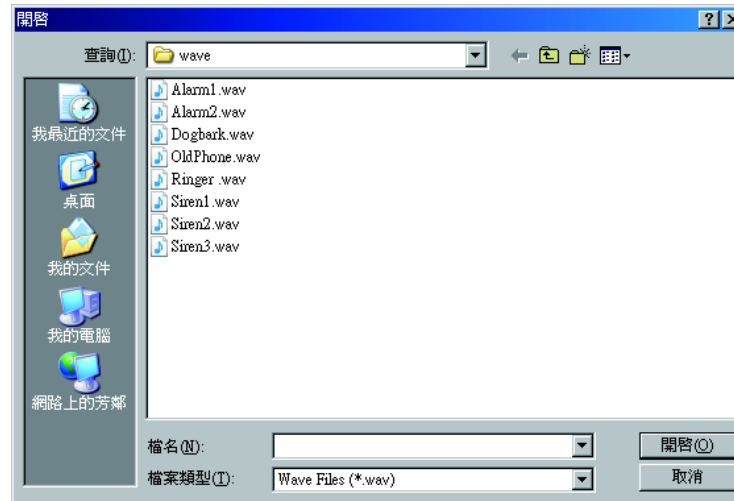 開啓
查詢(I):
wave
我最近的文件
桌面
我的文件
我的電腦
網路上的芳鄰
Alarm1.wav
Alarm2.wav
Dogbark.wav
OldPhone.wav
Ringer .wav
Siren1.wav
Siren2.wav
Siren3.wav
檔名(N):
開啓(O)
檔案類型(T):
Wave Files (*.wav)
取消